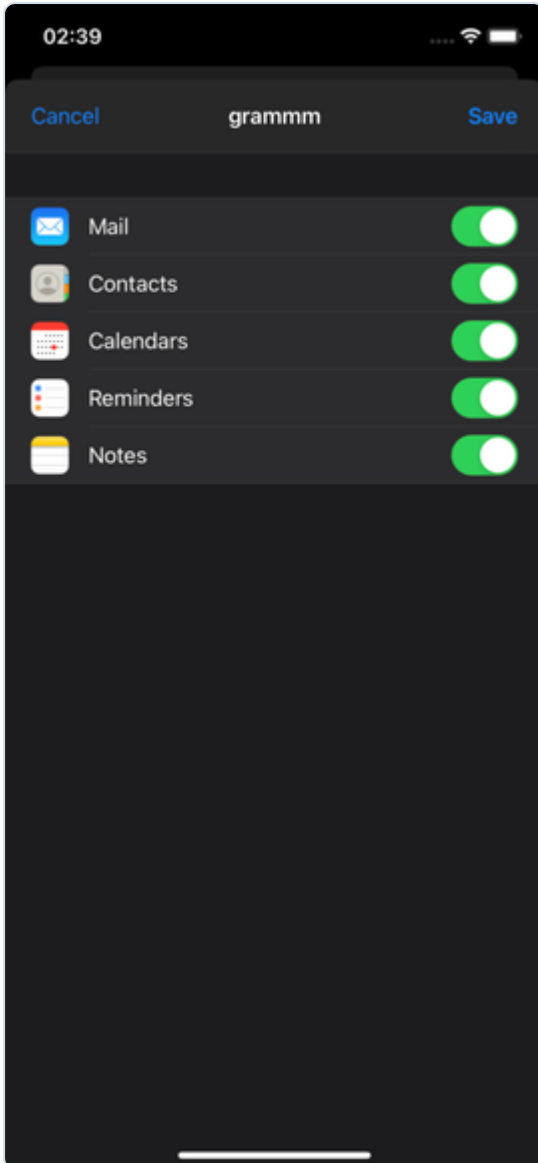 02:39
Cancel grammm Save
Mail
Contacts
Calendars
Reminders
Notes